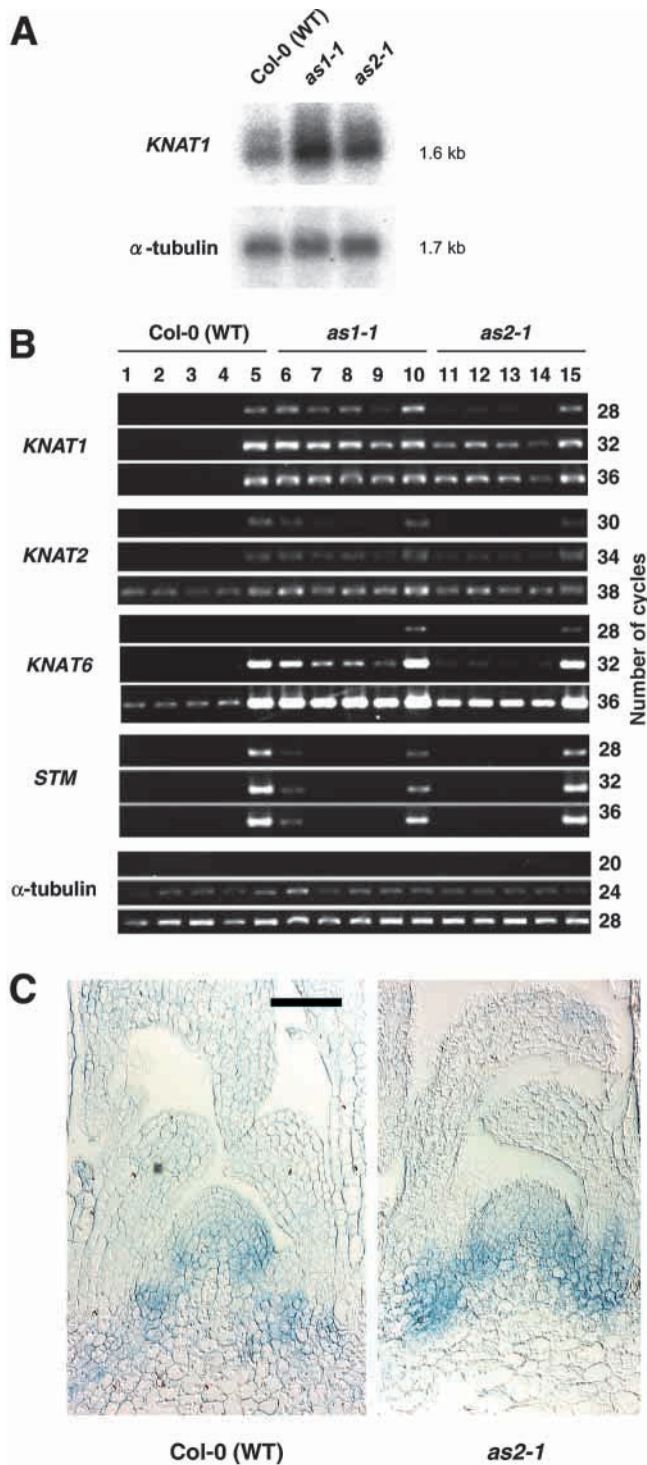 A
Col-0 (WT) as1-1 as2-1
KNAT1 1.6 kb
α-tubulin 1.7 kb
B
Col-0 (WT) as1-1 as2-1
1 2 3 4 5 6 7 8 9 10 11 12 13 14 15
28
KNAT1 32
36
30
KNAT2 34
38
28
KNAT6 32
36
28
STM 32
36
20
α-tubulin 24
28
Number of cycles
C
Col-0 (WT) as2-1